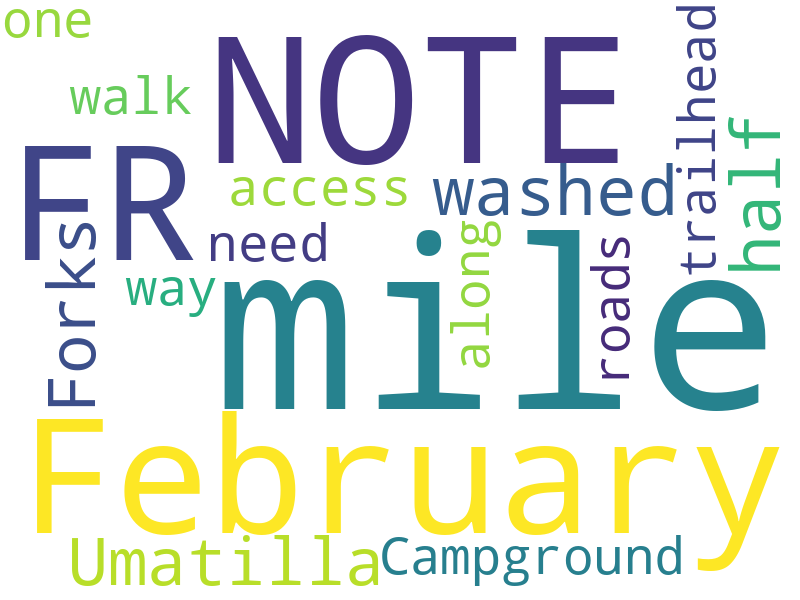 one
NOTE
trailhead
walk
half
FR
access
washed
Forks
need
along
roads
way
mile
February
Umatilla
Campground